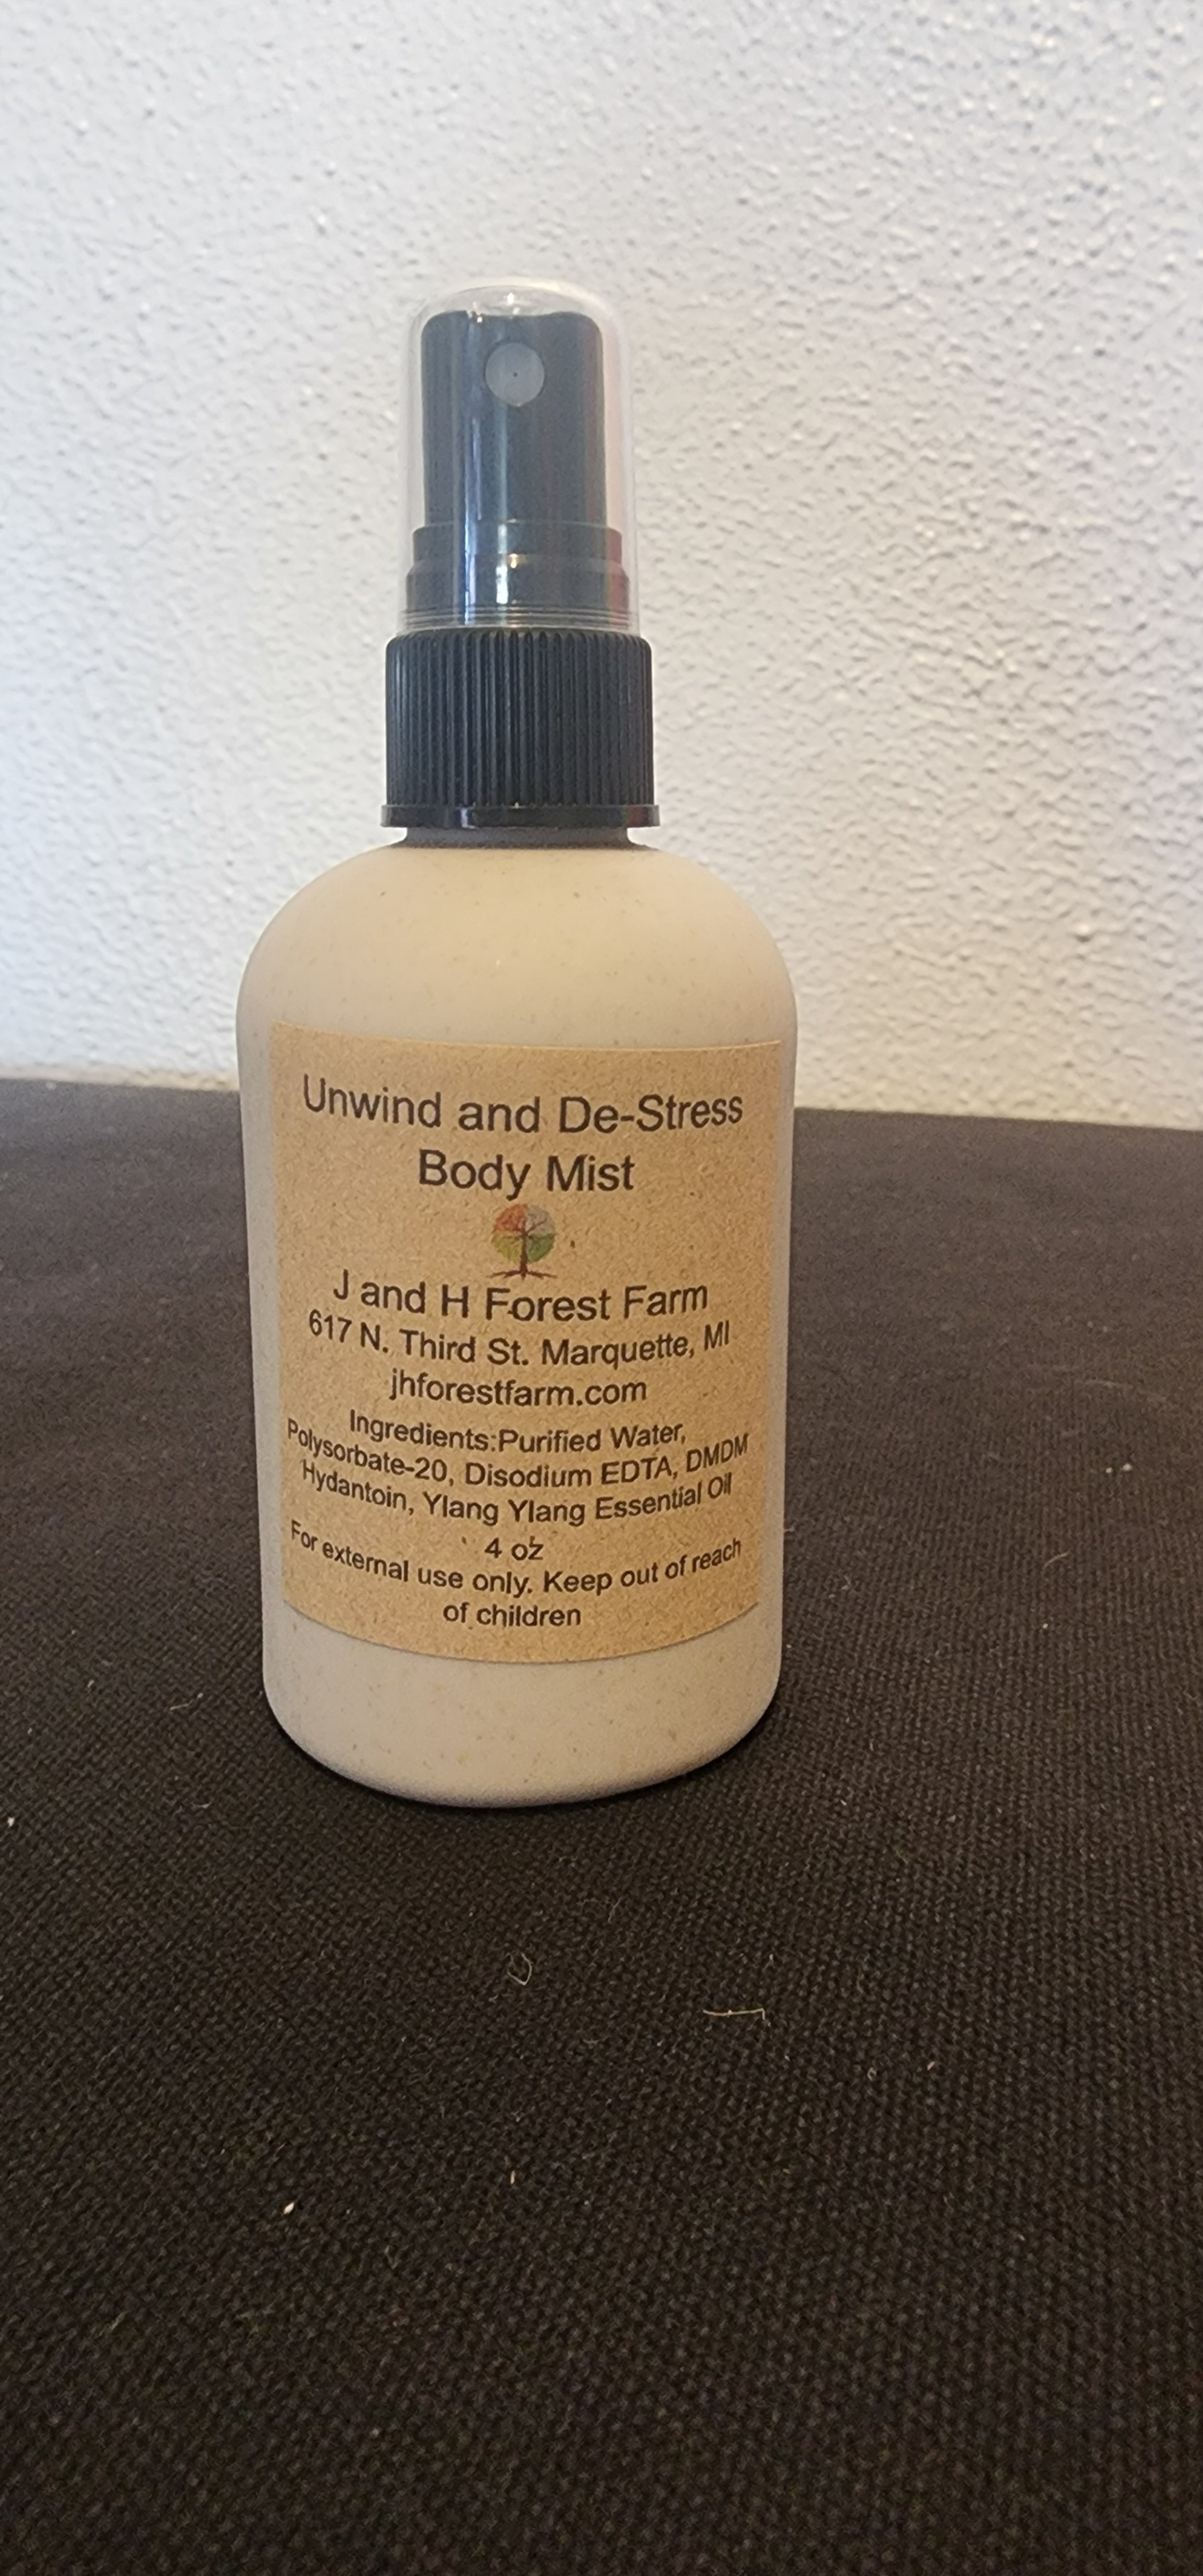 Unwind and De-Stress
Body Mist
J and H Forest Farm
617 N. Third St. Marquette, MI
jhforestfarm.com
Ingredients:Purified Water,
Polysorbate-20, Disodium EDTA, DMDM
Hydantoin, Ylang Ylang Essential Oil
4 oz
For external use only. Keep out of reach
of children